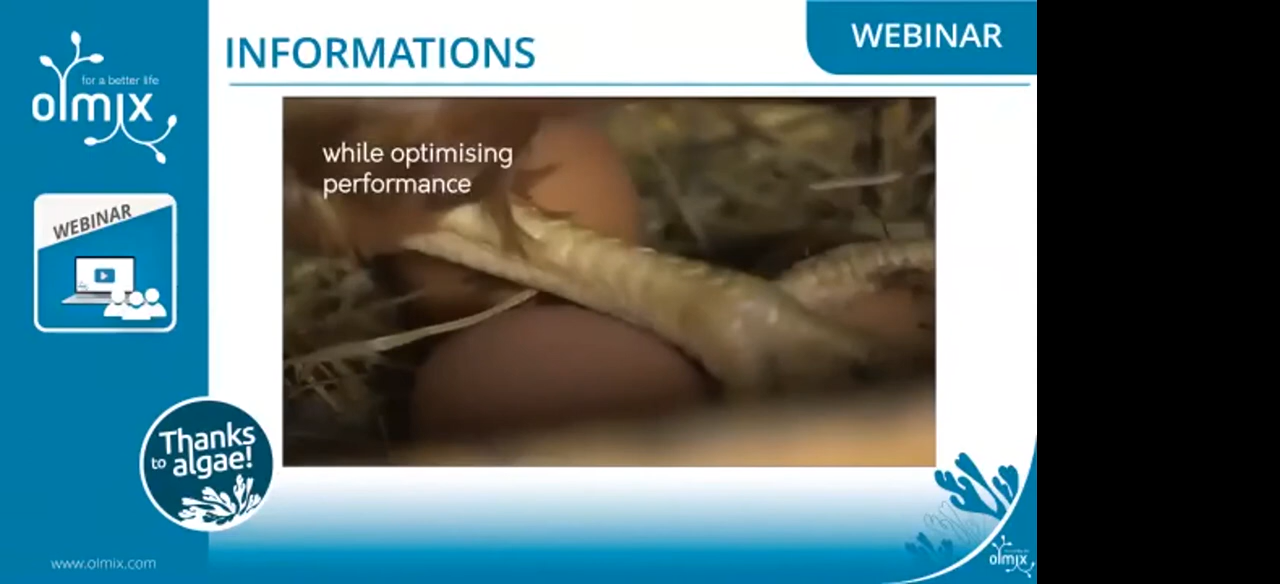 for a better life
olmix
INFORMATIONS
WEBINAR
while optimising
performance
WEBINAR
Thanks
to algae!
www.olmix.com
olmix